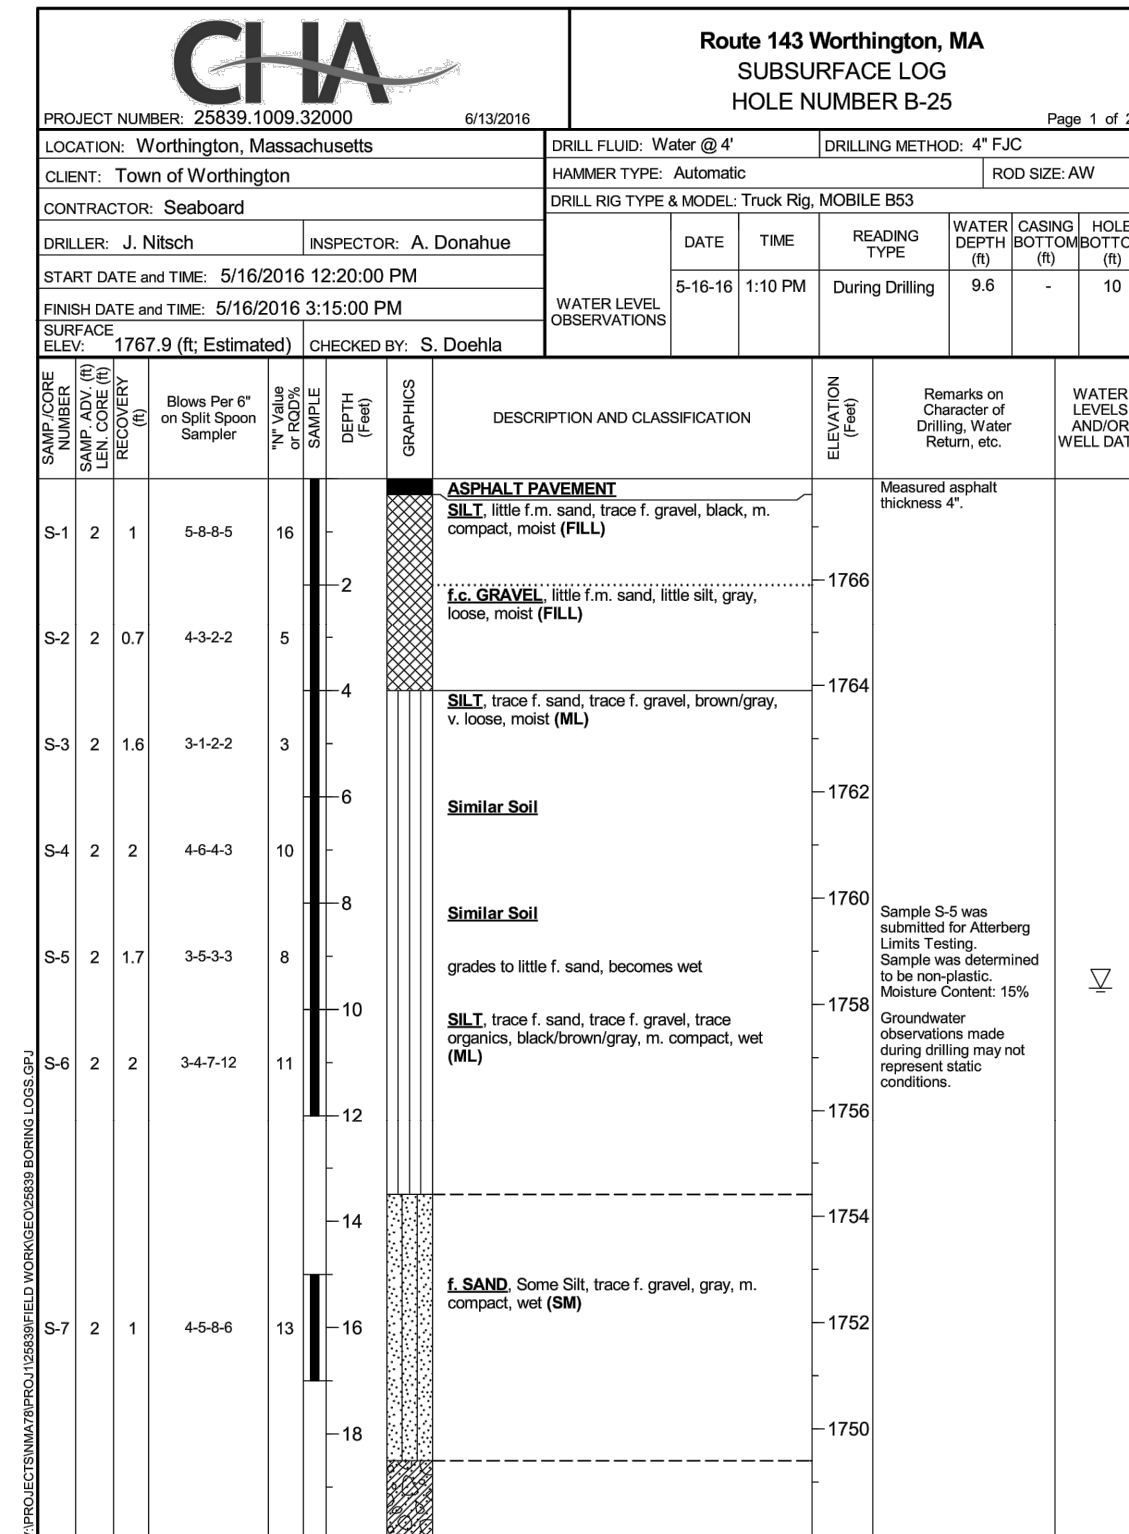 CHA
Route 143 Worthington, MA
SUBSURFACE LOG
HOLE NUMBER B-25
PROJECT NUMBER: 25839.1009.32000 6/13/2016
Page 1 of 2
LOCATION: Worthington, Massachusetts
CLIENT: Town of Worthington
CONTRACTOR: Seaboard
DRILLER: J. Nitsch INSPECTOR: A. Donahue
START DATE and TIME: 5/16/2016 12:20:00 PM
FINISH DATE and TIME: 5/16/2016 3:15:00 PM
SURFACE
ELEV: 1767.9 (ft; Estimated) CHECKED BY: S. Doehla
DRILL FLUID: Water @ 4' DRILLING METHOD: 4" FJC
HAMMER TYPE: Automatic ROD SIZE: AW
DRILL RIG TYPE & MODEL: Truck Rig, MOBILE B53
WATER LEVEL
OBSERVATIONS
DATE
TIME
READING
TYPE
WATER
DEPTH
(ft)
CASING
BOTTOM
(ft)
HOLE
BOTTO
(ft)
5-16-16 1:10 PM During Drilling 9.6 - 10
SAMP./CORE
NUMBER
SAMP. ADV. (ft)
LEN. CORE (ft)
RECOVERY
(ft)
Blows Per 6"
on Split Spoon
Sampler
"N" Value
or RQD%
SAMPLE
DEPTH
(Feet)
GRAPHICS
DESCRIPTION AND CLASSIFICATION
ELEVATION
(Feet)
Remarks on
Character of
Drilling, Water
Return, etc.
WATER
LEVELS
AND/OR
WELL DAT
ASPHALT PAVEMENT
Measured asphalt
thickness 4".
SILT, little f.m. sand, trace f. gravel, black, m.
compact, moist (FILL)
S-1 2 1 5-8-8-5 16
2
1766
f.c. GRAVEL, little f.m. sand, little silt, gray,
loose, moist (FILL)
S-2 2 0.7 4-3-2-2 5
4
1764
SILT, trace f. sand, trace f. gravel, brown/gray,
v. loose, moist (ML)
S-3 2 1.6 3-1-2-2 3
6
1762
Similar Soil
S-4 2 2 4-6-4-3 10
8
1760
Similar Soil
Sample S-5 was
submitted for Atterberg
Limits Testing.
Sample was determined
to be non-plastic.
Moisture Content: 15%
S-5 2 1.7 3-5-3-3 8
grades to little f. sand, becomes wet
10
1758
SILT, trace f. sand, trace f. gravel, trace
organics, black/brown/gray, m. compact, wet
(ML)
Groundwater
observations made
during drilling may not
represent static
conditions.
S-6 2 2 3-4-7-12 11
12
1756
14
1754
f. SAND, Some Silt, trace f. gravel, gray, m.
compact, wet (SM)
S-7 2 1 4-5-8-6 13
16
1752
18
1750
:\PROJECTS\NMA78\PROJ1\25839\FIELD WORK\GEO\25839 BORING LOGS.GPJ